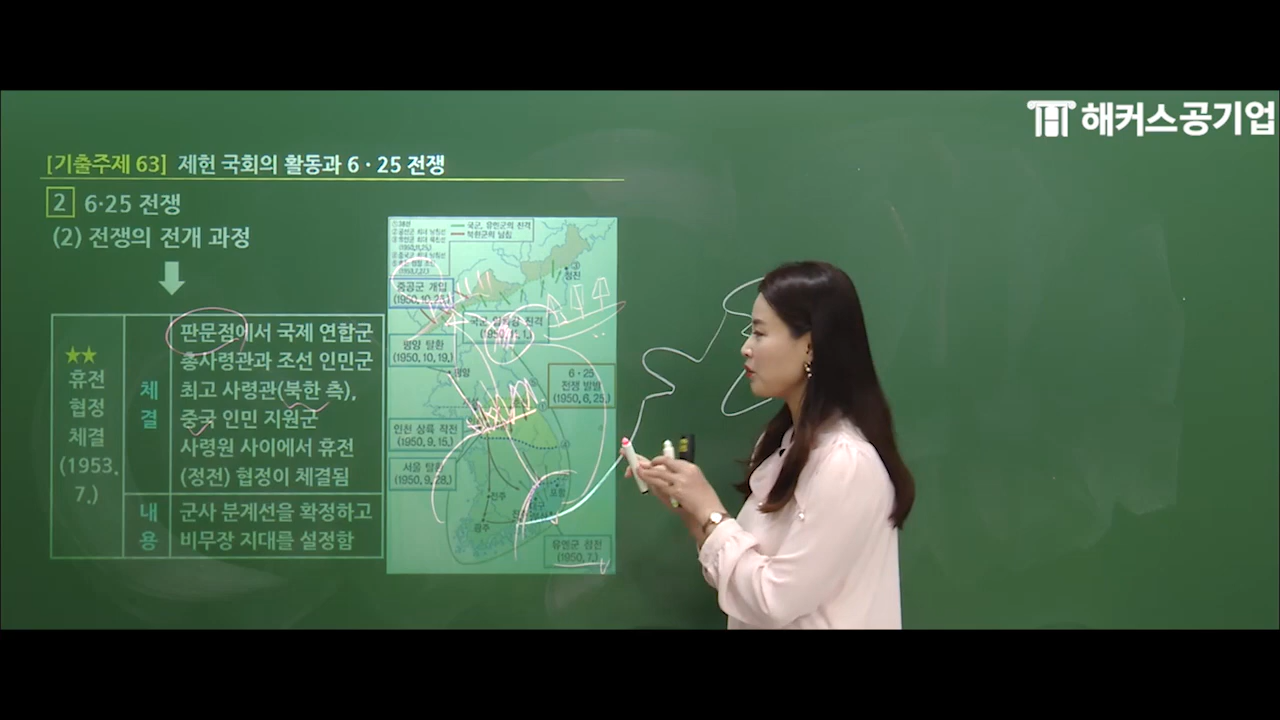 해커스공기업
[기출주제 63] 제헌 국회의 활동과 6 · 25 전쟁
2 6·25 전쟁
(2) 전쟁의 전개 과정
★★
휴전
협정
체결
(1953.
7.)
체
결
판문점에서 국제 연합군
총사령관과 조선 인민군
최고 사령관(북한 측),
중국 인민 지원군
사령원 사이에서 휴전
(정전) 협정이 체결됨
내
용
군사 분계선을 확정하고
비무장 지대를 설정함
국군, 유엔군의 진격
북한군의 남침
청진
중공군 개입
(1950.10.25.)
평양 탈환
(1950.10.19.)
평양
6 · 25
전쟁 발발
(1950.6.25.)
인천 상륙 작전
(1950.9.15.)
서울 탈환
(1950.9.28.)
전주
포항
대구
광주
유엔군 참전
(1950.7.)